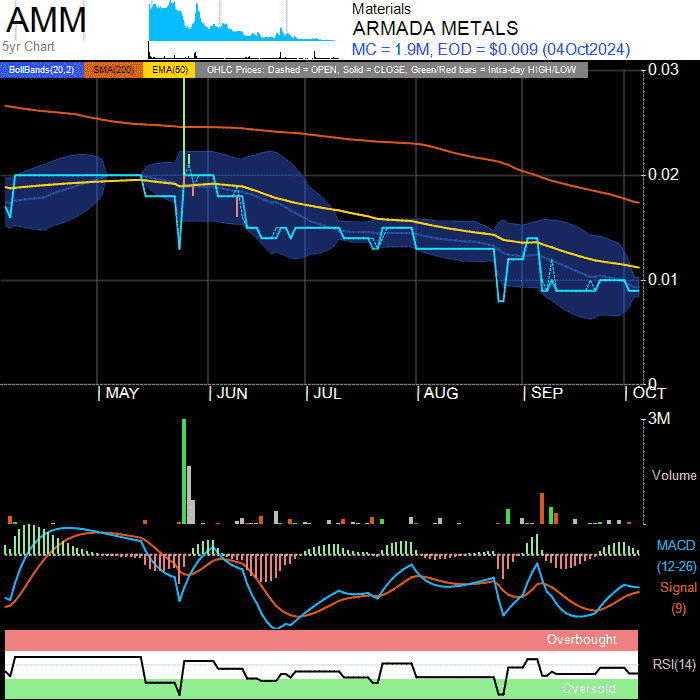 AMM
5yr Chart
Materials
ARMADA METALS
MC = 1.9M, EOD = $0.009 (04Oct2024)
BollBands(20,2) SMA(200) EMA(50) OHLC Prices: Dashed = OPEN, Solid = CLOSE, Green/Red bars = Intra-day HIGH/LOW
0.03
0.02
0.01
0
MAY JUN JUL AUG SEP OCT
3M
Volume
MACD
(12-26)
Signal
(9)
Overbought
RSI(14)
Oversold